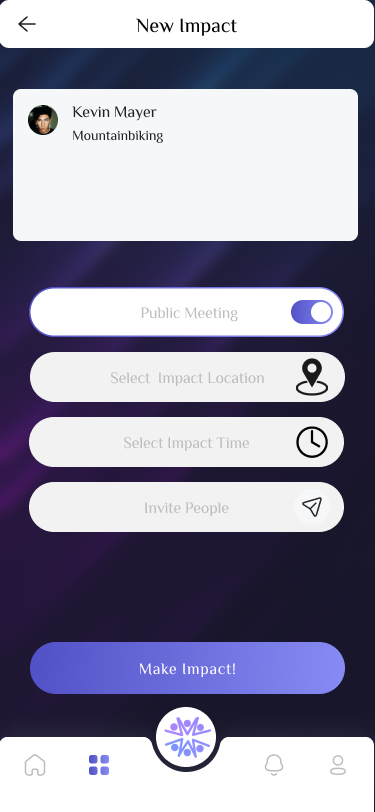 New Impact
Kevin Mayer
Mountainbiking
Public Meeting
Select Impact Location
Select Impact Time
Invite People
Make Impact!